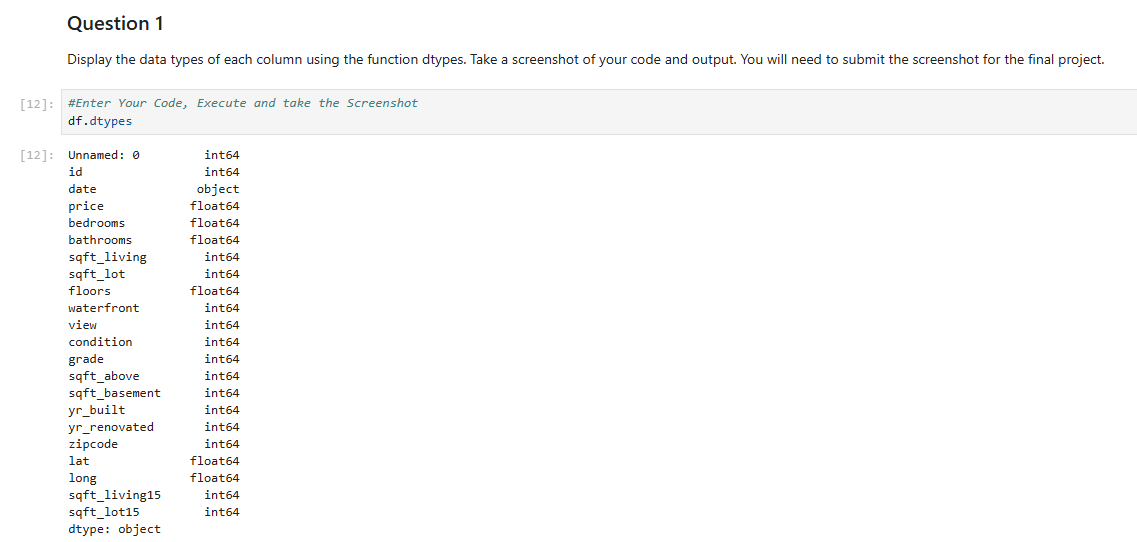 Question 1
Display the data types of each column using the function dtypes. Take a screenshot of your code and output. You will need to submit the screenshot for the final project.
[12]: #Enter Your Code, Execute and take the Screenshot
df.dtypes
[12]: Unnamed: 0 int64
id int64
date object
price float64
bedrooms float64
bathrooms float64
sqft_living int64
sqft_lot int64
floors float64
waterfront int64
view int64
condition int64
grade int64
sqft_above int64
sqft_basement int64
yr_built int64
yr_renovated int64
zipcode int64
lat float64
long float64
sqft_living15 int64
sqft_lot15 int64
dtype: object